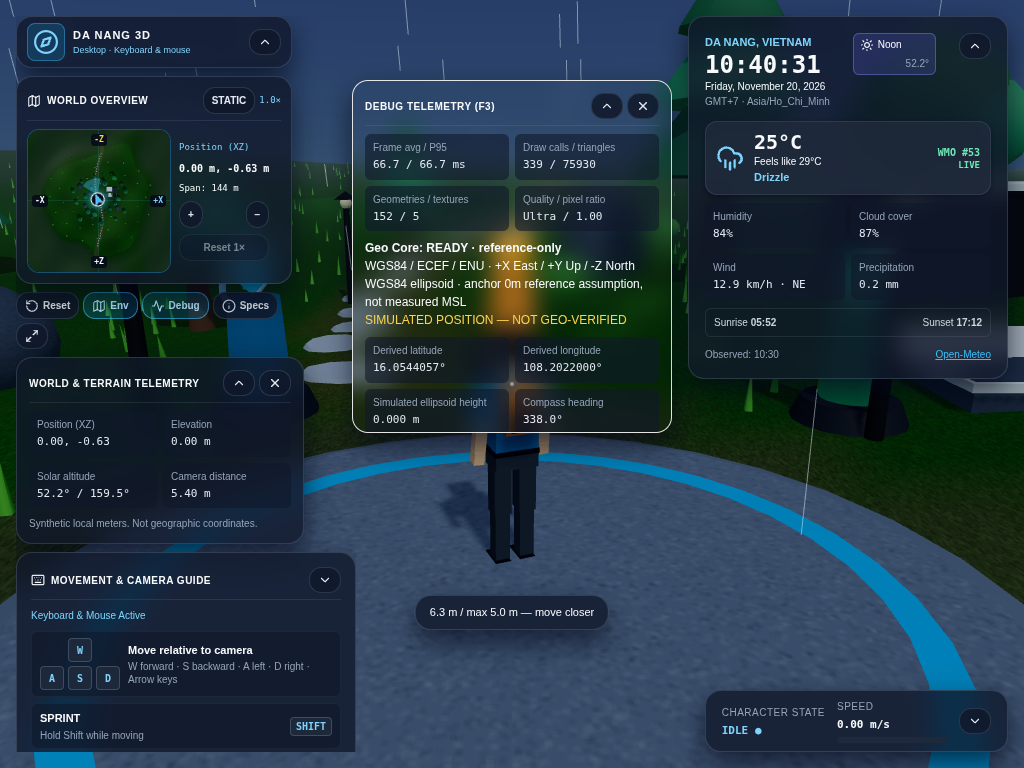 DA NANG 3D
Desktop · Keyboard & mouse
WORLD OVERVIEW
STATIC
1.0×
-Z
-X
+X
+Z
Position (XZ)
0.00 m, -0.63 m
Span: 144 m
+
−
Reset 1×
Reset
Env
Debug
Specs
WORLD & TERRAIN TELEMETRY
Position (XZ)
0.00, -0.63
Elevation
0.00 m
Solar altitude
52.2° / 159.5°
Camera distance
5.40 m
Synthetic local meters. Not geographic coordinates.
MOVEMENT & CAMERA GUIDE
Keyboard & Mouse Active
W
A S D
Move relative to camera
W forward · S backward · A left · D right ·
Arrow keys
SPRINT
Hold Shift while moving
SHIFT
DEBUG TELEMETRY (F3)
Frame avg / P95
66.7 / 66.7 ms
Draw calls / triangles
339 / 75930
Geometries / textures
152 / 5
Quality / pixel ratio
Ultra / 1.00
Geo Core: READY · reference-only
WGS84 / ECEF / ENU · +X East / +Y Up / -Z North
WGS84 ellipsoid · anchor 0m reference assumption,
not measured MSL
SIMULATED POSITION — NOT GEO-VERIFIED
Derived latitude
16.0544057°
Derived longitude
108.2022000°
Simulated ellipsoid height
0.000 m
Compass heading
338.0°
6.3 m / max 5.0 m — move closer
DA NANG, VIETNAM
10:40:31
Friday, November 20, 2026
GMT+7 · Asia/Ho_Chi_Minh
Noon
52.2°
25°C
Feels like 29°C
Drizzle
WMO #53
LIVE
Humidity
84%
Cloud cover
87%
Wind
12.9 km/h · NE
Precipitation
0.2 mm
Sunrise 05:52
Sunset 17:12
Observed: 10:30
Open-Meteo
CHARACTER STATE
IDLE ●
SPEED
0.00 m/s